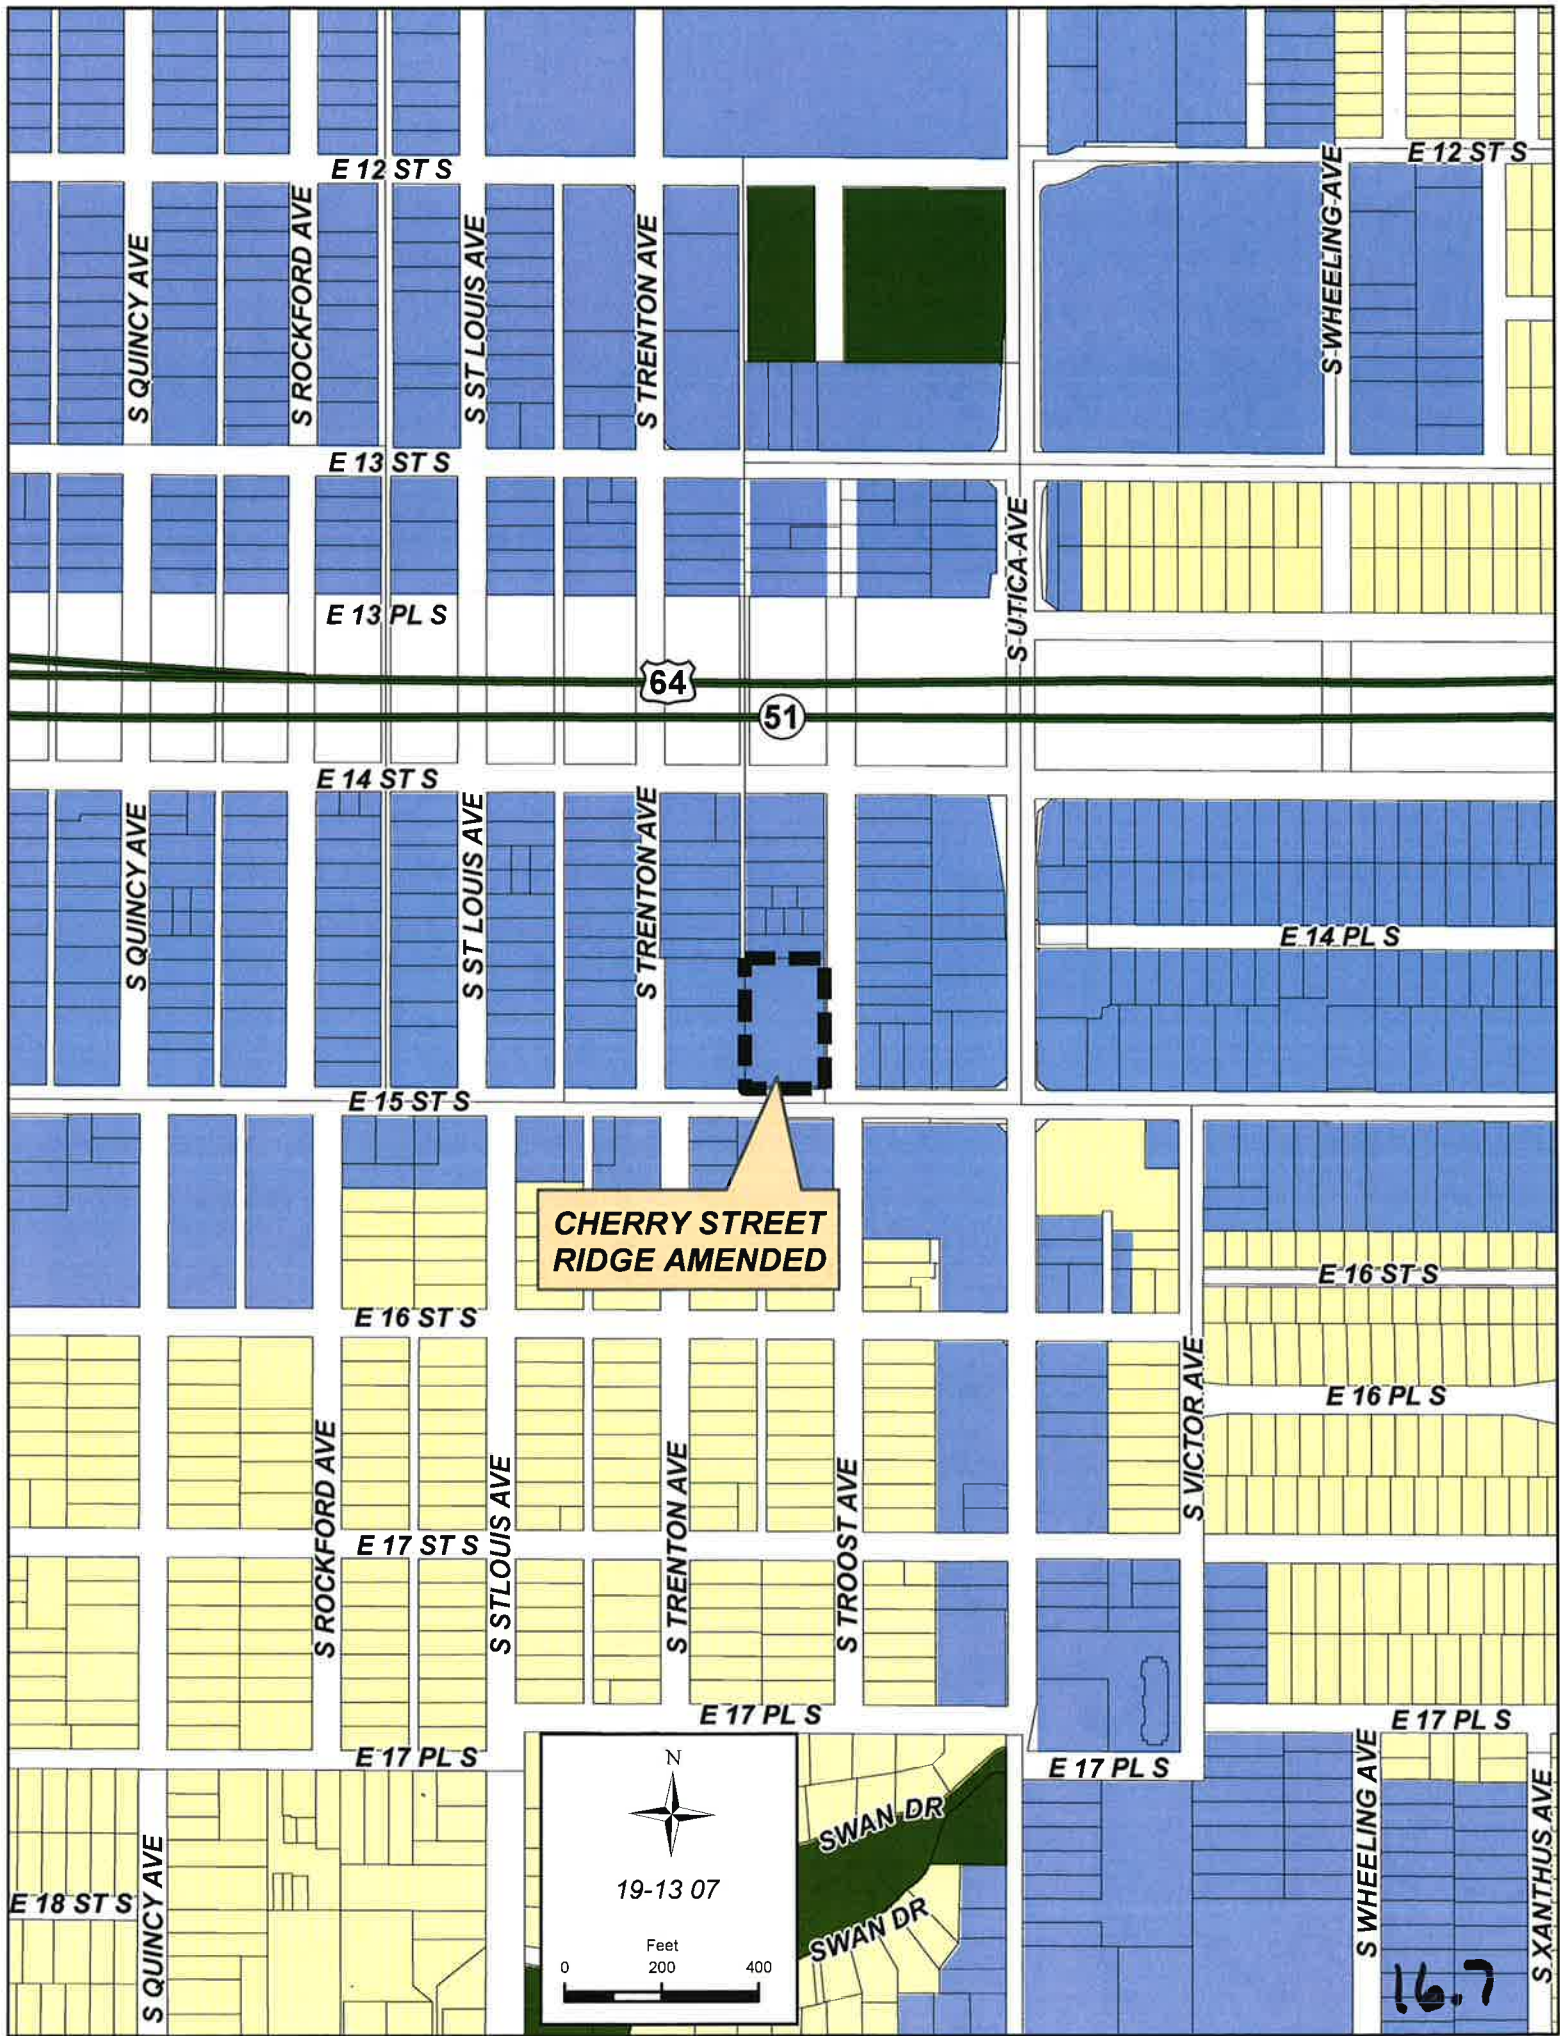 E 12 ST S
E 12 ST S
S QUINCY AVE
S ROCKFORD AVE
S ST LOUIS AVE
S TRENTON AVE
S WHEELING AVE
E 13 ST S
S UTICA AVE
E 13 PL S
64
51
E 14 ST S
S QUINCY AVE
S ST LOUIS AVE
S TRENTON AVE
E 14 PL S
E 15 ST S
CHERRY STREET
RIDGE AMENDED
E 16 ST S
E 16 ST S
E 16 PL S
S VICTOR AVE
S ROCKFORD AVE
S STLOUIS AVE
S TRENTON AVE
S TROOST AVE
E 17 ST S
E 17 PL S
E 17 PL S
E 17 PL S
E 17 PL S
N
19-13 07
Feet
0 200 400
SWAN DR
SWAN DR
S WHEELING AVE
S XANTHUS AVE
E 18 ST S
S QUINCY AVE
16.7